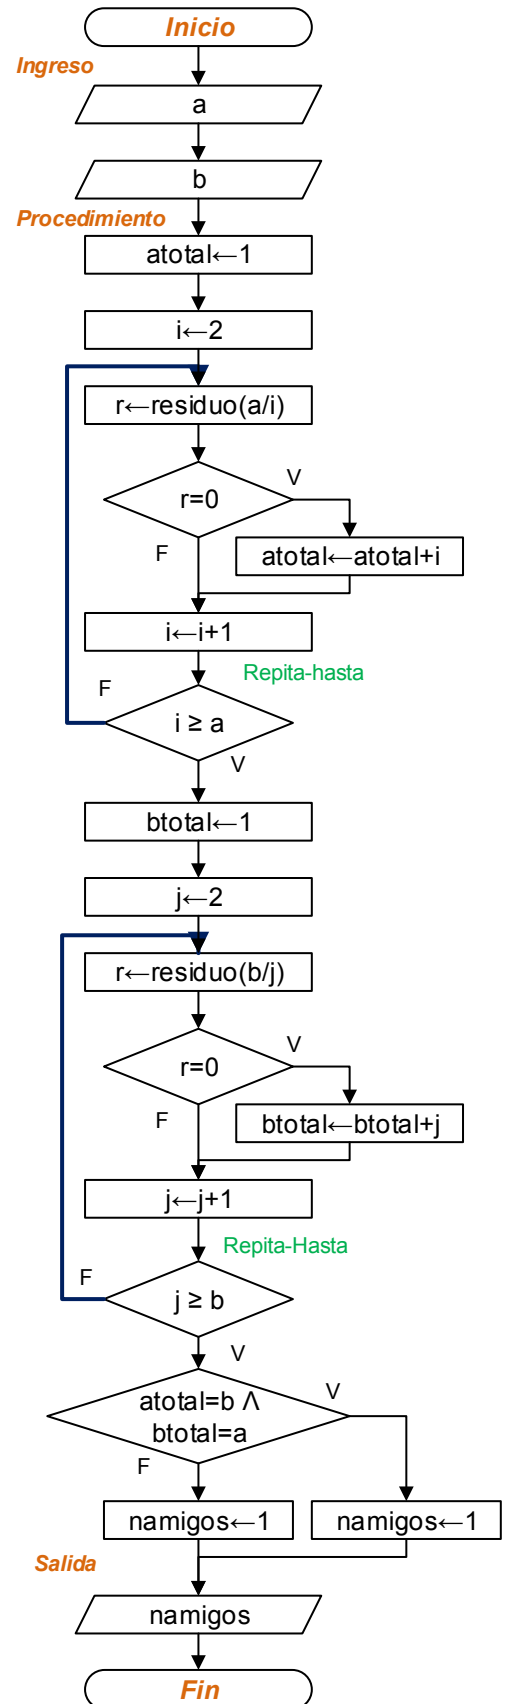 Inicio
Ingreso
a
b
Procedimiento
atotal←1
i←2
r←residuo(a/i)
r=0
V
F
atotal←atotal+i
i←i+1
Repita-hasta
F
i ≥ a
V
btotal←1
j←2
r←residuo(b/j)
r=0
V
F
btotal←btotal+j
j←j+1
Repita-Hasta
F
j ≥ b
V
atotal=b Λ
btotal=a
V
F
namigos←1
namigos←1
Salida
namigos
Fin